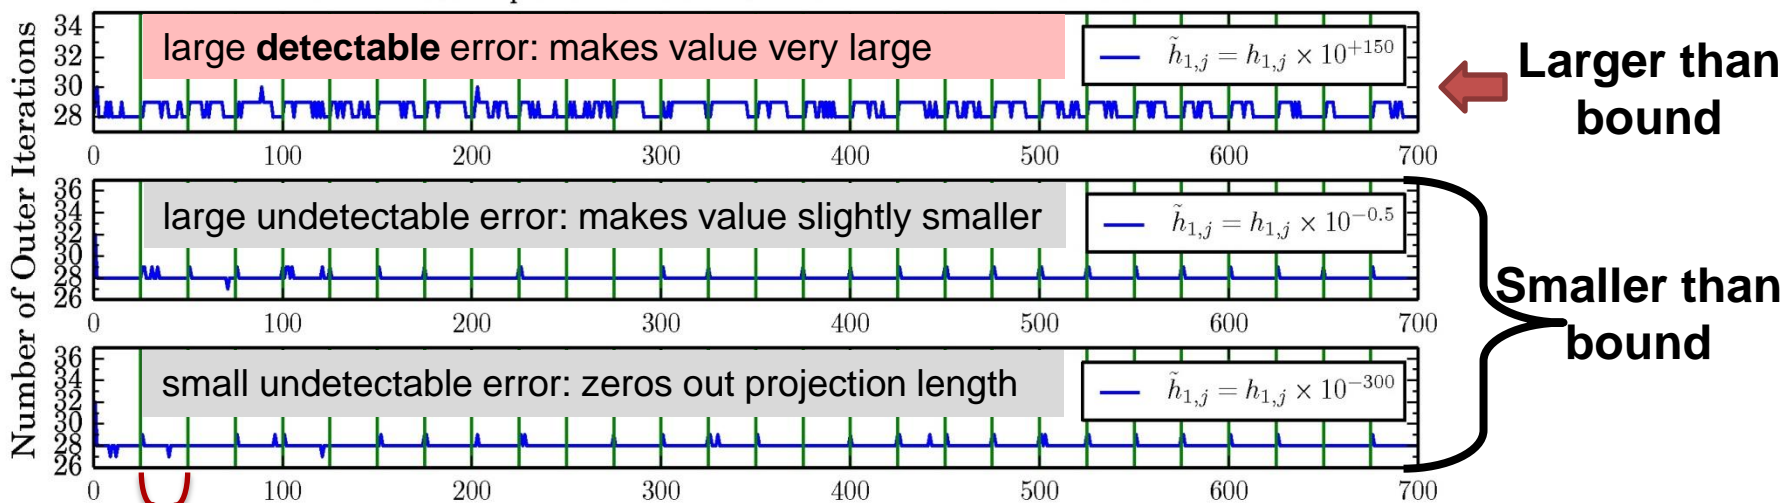 Number of Outer Iterations
34
32
30
28
large detectable error: makes value very large
h̃₁,ⱼ = h₁,ⱼ × 10⁺¹⁵⁰
0 100 200 300 400 500 600 700
Larger than
bound
36
34
32
30
28
26
large undetectable error: makes value slightly smaller
h̃₁,ⱼ = h₁,ⱼ × 10⁻⁰·⁵
0 100 200 300 400 500 600 700
36
34
32
30
28
26
small undetectable error: zeros out projection length
h̃₁,ⱼ = h₁,ⱼ × 10⁻³⁰⁰
0 100 200 300 400 500 600 700
Smaller than
bound